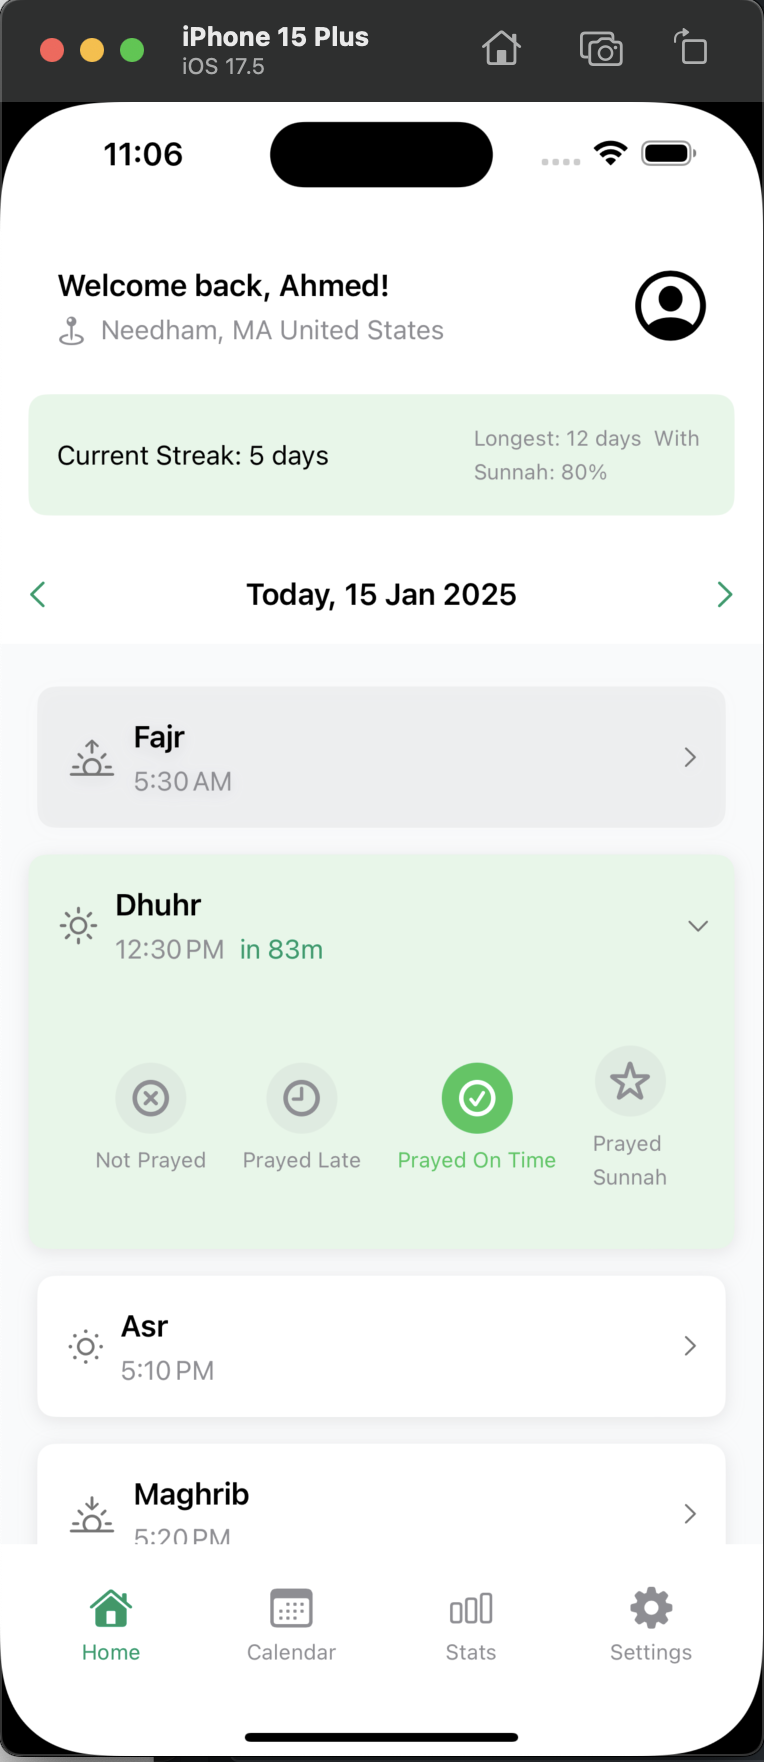 iPhone 15 Plus
iOS 17.5
11:06
Welcome back, Ahmed!
Needham, MA United States
Current Streak: 5 days
Longest: 12 days With
Sunnah: 80%
Today, 15 Jan 2025
Fajr
5:30 AM
Dhuhr
12:30 PM in 83m
Not Prayed
Prayed Late
Prayed On Time
Prayed
Sunnah
Asr
5:10 PM
Maghrib
5:20 PM
Home
Calendar
Stats
Settings